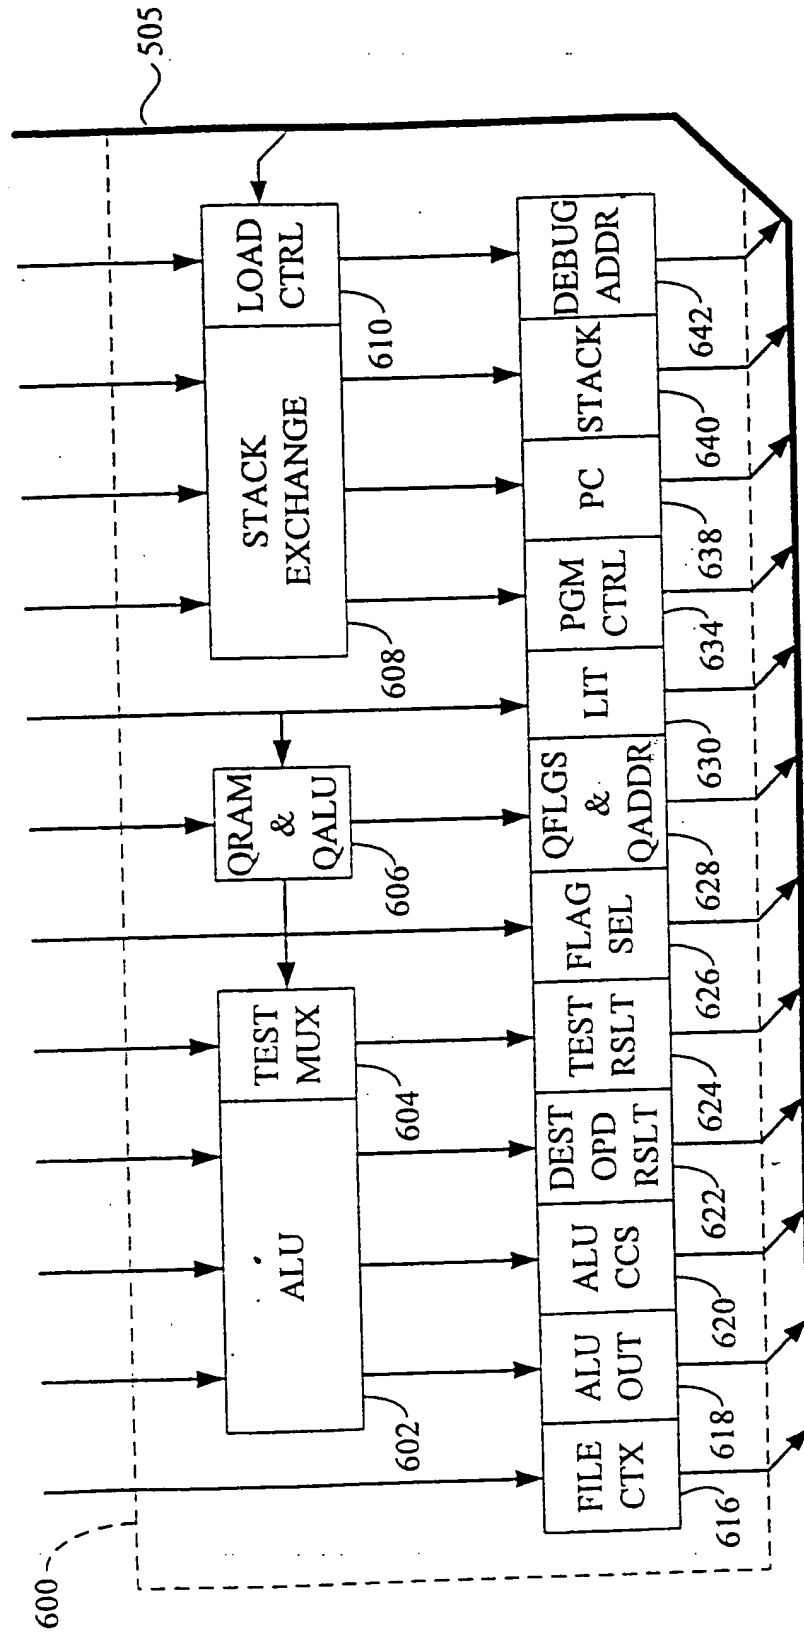 600
505
ALU
TEST
MUX
QRAM
&
QALU
STACK
EXCHANGE
LOAD
CTRL
602
604
606
608
610
FILE
CTX
ALU
OUT
ALU
CCS
DEST
OPD
RSLT
TEST
RSLT
FLAG
SEL
QFLGS
&
QADDR
LIT
PGM
CTRL
PC
STACK
DEBUG
ADDR
616
618
620
622
624
626
628
630
634
638
640
642